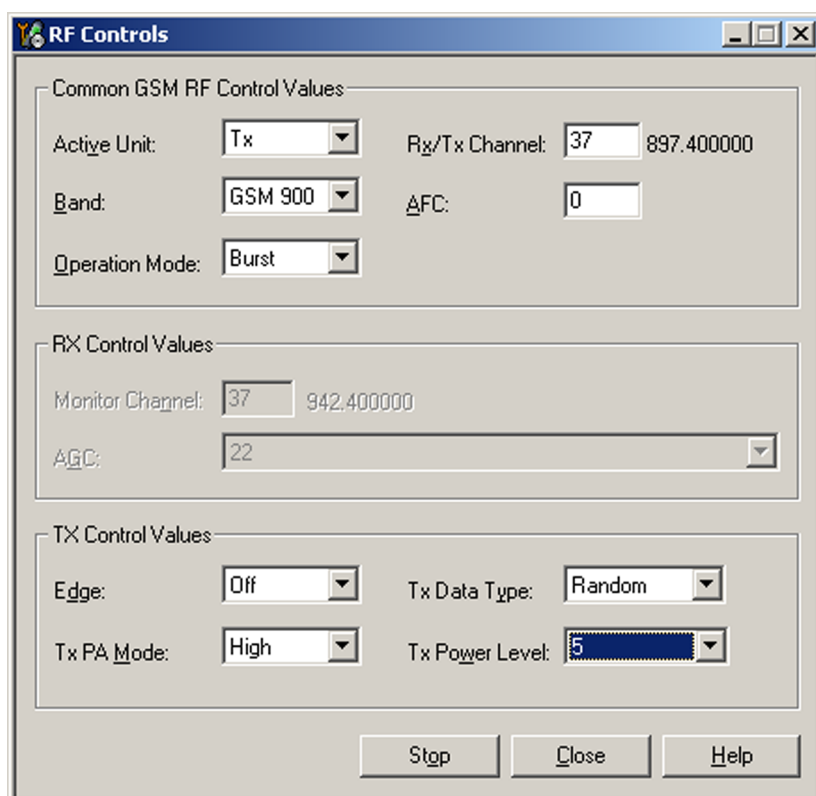 RF Controls
Common GSM RF Control Values
Active Unit: Tx Rx/Tx Channel: 37 897.400000
Band: GSM 900 AFC: 0
Operation Mode: Burst
RX Control Values
Monitor Channel: 37 942.400000
AGC: 22
TX Control Values
Edge: Off Tx Data Type: Random
Tx PA Mode: High Tx Power Level: 5
Stop Close Help